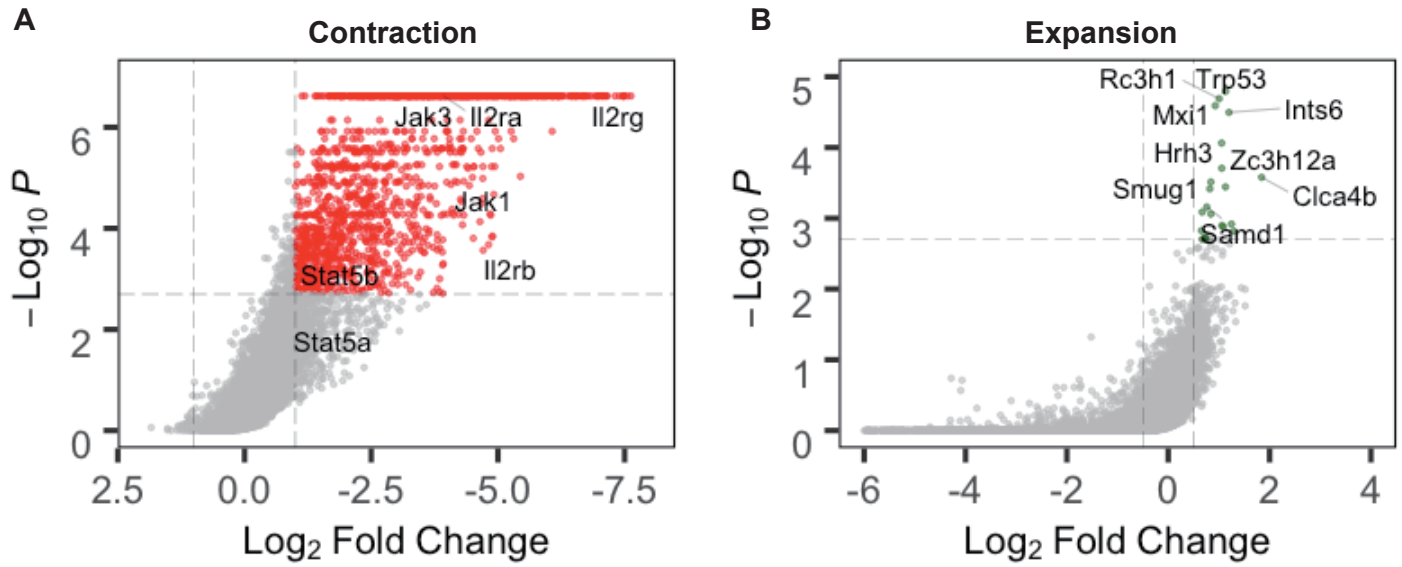 A
Contraction
− Log₁₀ P
6
4
2
0
Jak3
Il2ra
Il2rg
Jak1
Il2rb
Stat5b
Stat5a
2.5
0.0
-2.5
-5.0
-7.5
Log₂ Fold Change
B
Expansion
− Log₁₀ P
5
4
3
2
1
0
Rc3h1
Trp53
Mxi1
Ints6
Hrh3
Zc3h12a
Smug1
Clca4b
Samd1
-6
-4
-2
0
2
4
Log₂ Fold Change